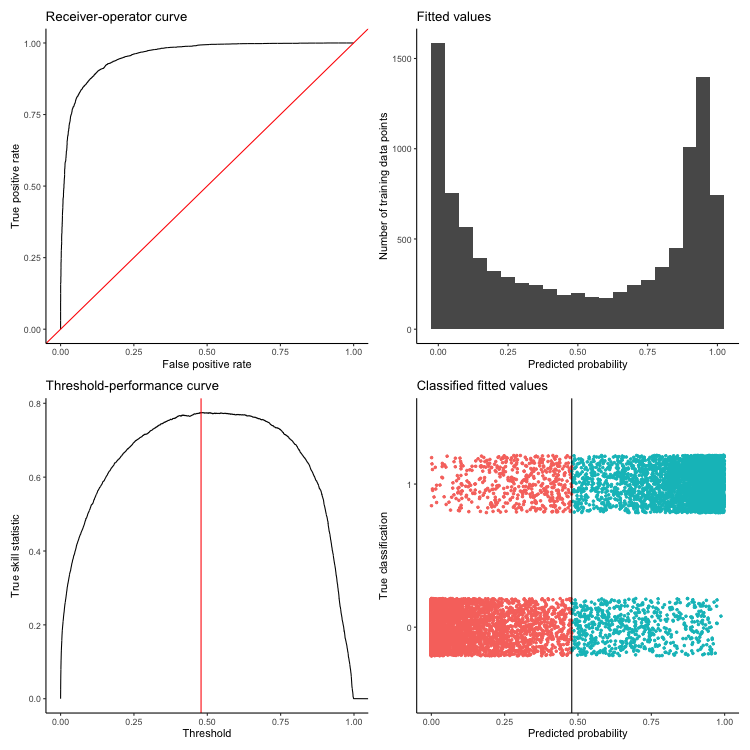 Receiver-operator curve
True positive rate
1.00
0.75
0.50
0.25
0.00
0.00 0.25 0.50 0.75 1.00
False positive rate
Fitted values
Number of training data points
1500
1000
500
0
0.00 0.25 0.50 0.75 1.00
Predicted probability
Threshold-performance curve
True skill statistic
0.8
0.6
0.4
0.2
0.0
0.00 0.25 0.50 0.75 1.00
Threshold
Classified fitted values
True classification
1
0
0.00 0.25 0.50 0.75 1.00
Predicted probability